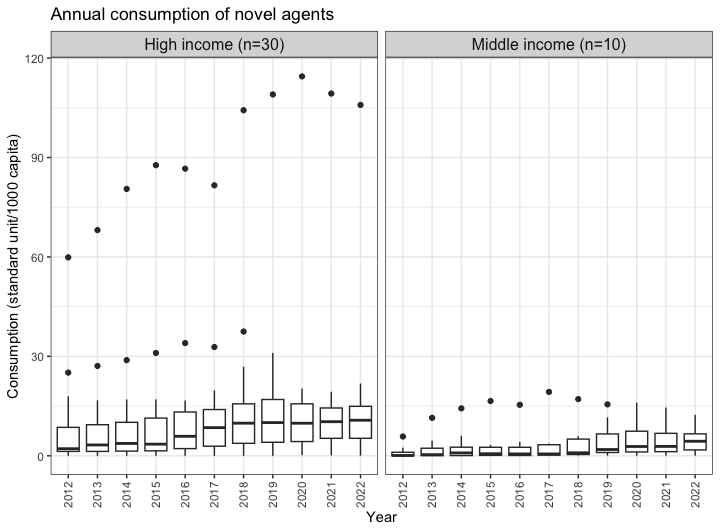 Annual consumption of novel agents
High income (n=30)
Middle income (n=10)
Consumption (standard unit/1000 capita)
120
90
60
30
0
2012 2013 2014 2015 2016 2017 2018 2019 2020 2021 2022
2012 2013 2014 2015 2016 2017 2018 2019 2020 2021 2022
Year